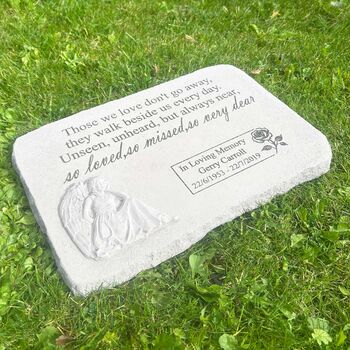 Those we love don't go away,
they walk beside us every day.
Unseen, unheard, but always near,
so loved,so missed,so very dear
In Loving Memory
Gerry Carroll
22/6/1953 - 22/7/2019